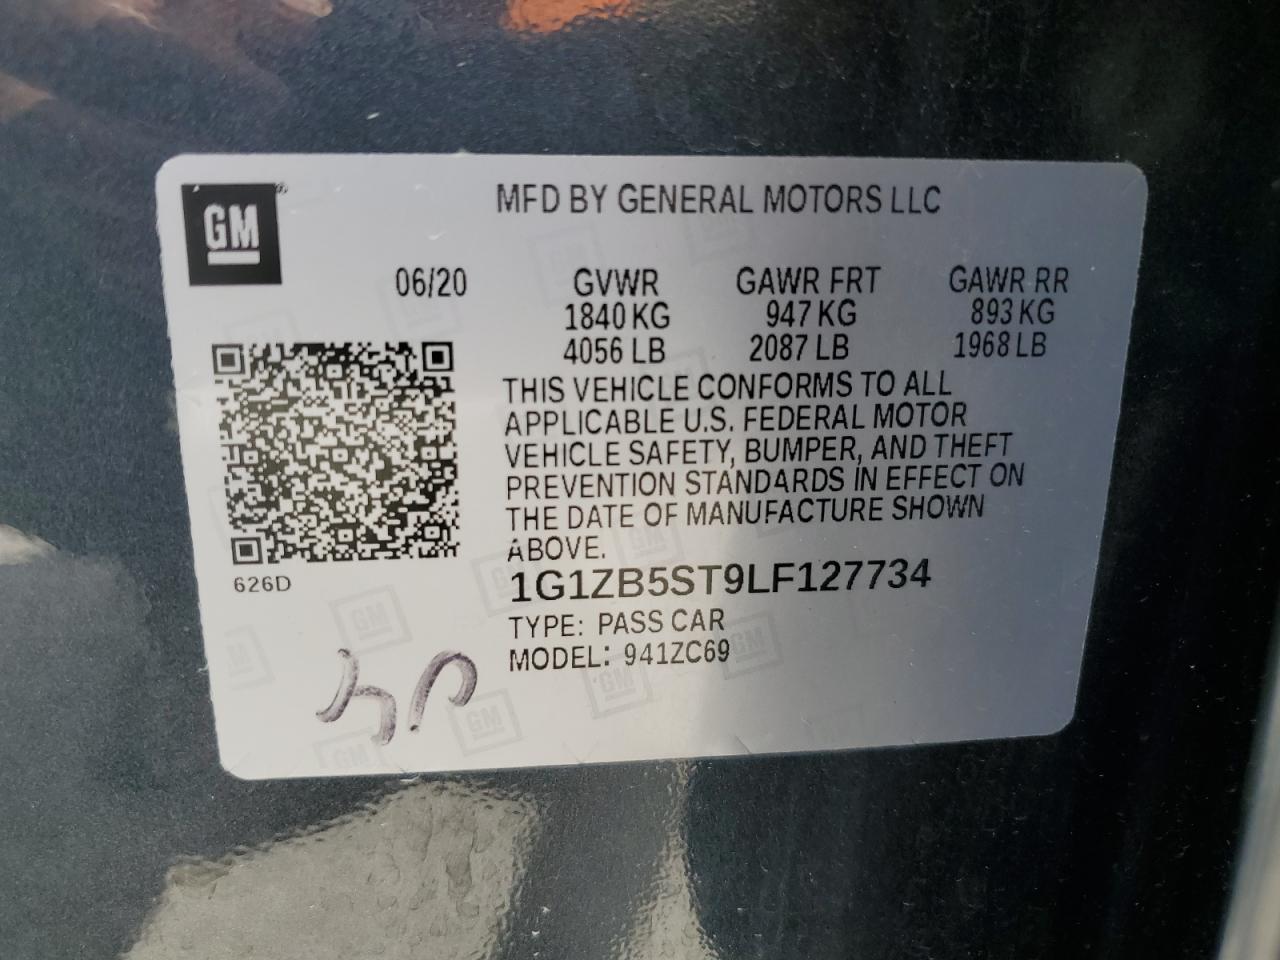 GM
MFD BY GENERAL MOTORS LLC
06/20 GVWR GAWR FRT GAWR RR
1840 KG 947 KG 893 KG
4056 LB 2087 LB 1968 LB
THIS VEHICLE CONFORMS TO ALL
APPLICABLE U.S. FEDERAL MOTOR
VEHICLE SAFETY, BUMPER, AND THEFT
PREVENTION STANDARDS IN EFFECT ON
THE DATE OF MANUFACTURE SHOWN
ABOVE.
626D
1G1ZB5ST9LF127734
TYPE: PASS CAR
MODEL: 941ZC69